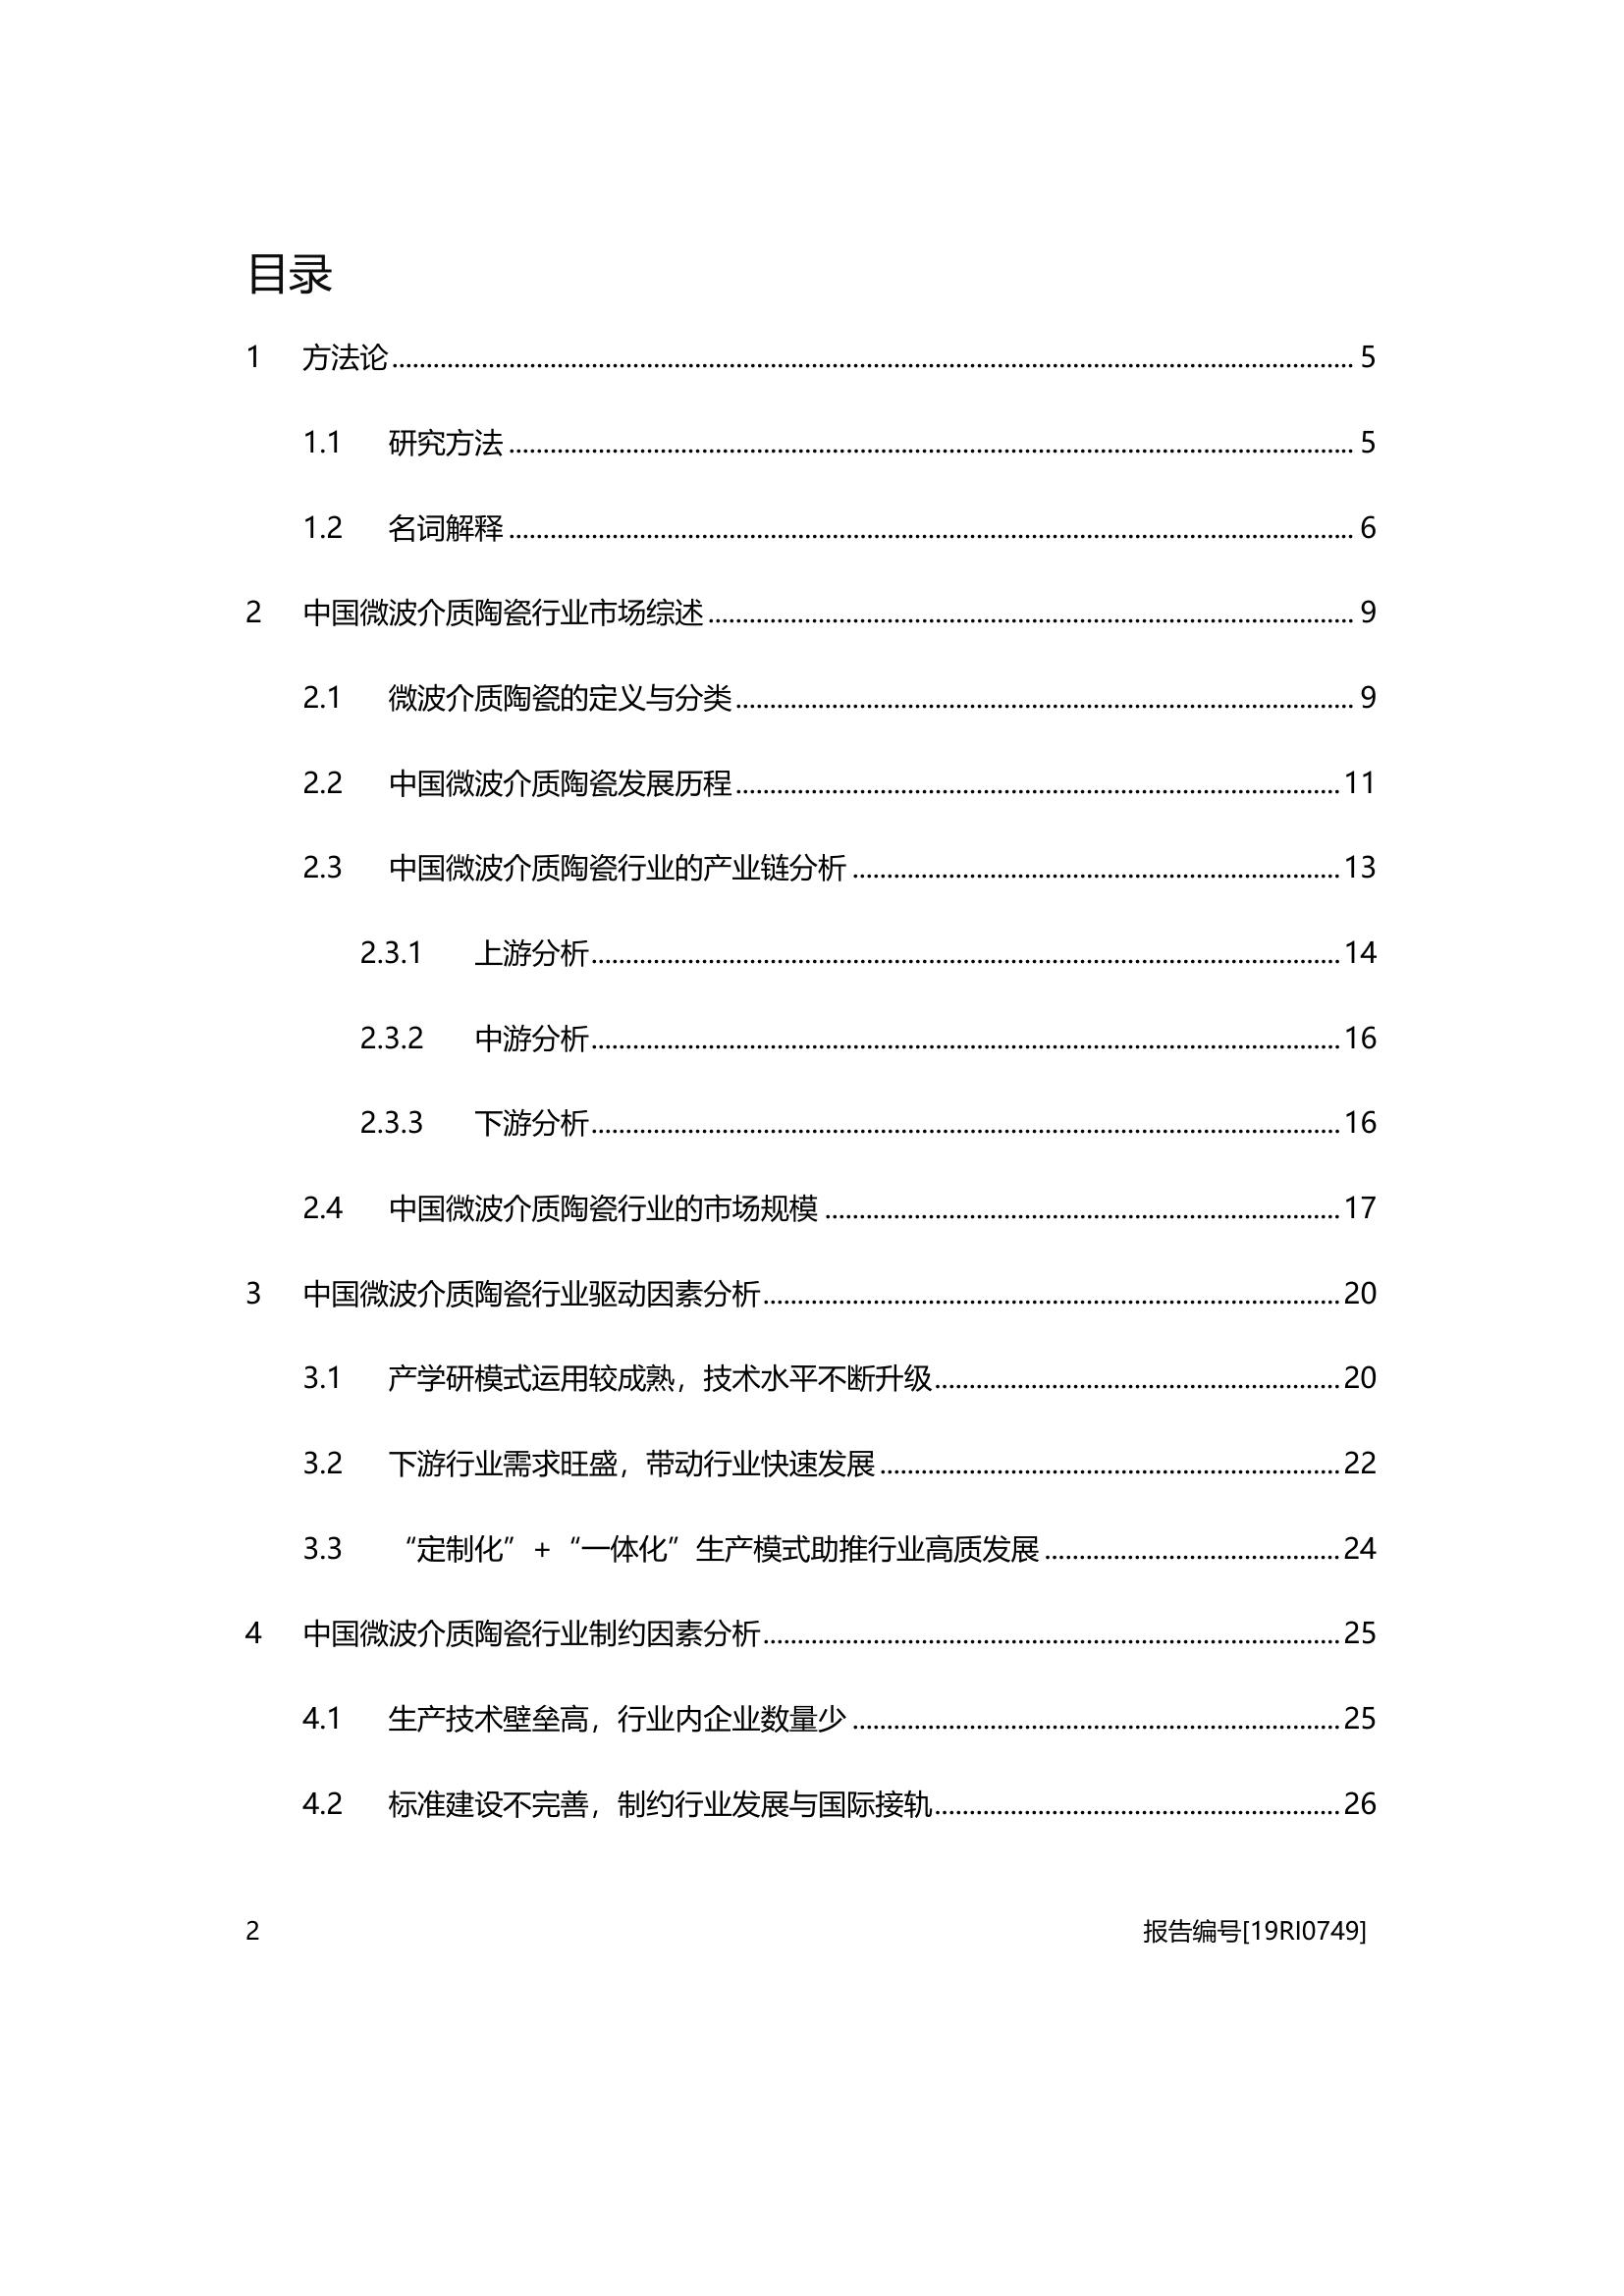 目录
1 方法论 5
1.1 研究方法 5
1.2 名词解释 6
2 中国微波介质陶瓷行业市场综述 9
2.1 微波介质陶瓷的定义与分类 9
2.2 中国微波介质陶瓷发展历程 11
2.3 中国微波介质陶瓷行业的产业链分析 13
2.3.1 上游分析 14
2.3.2 中游分析 16
2.3.3 下游分析 16
2.4 中国微波介质陶瓷行业的市场规模 17
3 中国微波介质陶瓷行业驱动因素分析 20
3.1 产学研模式运用较成熟，技术水平不断升级 20
3.2 下游行业需求旺盛，带动行业快速发展 22
3.3 “定制化”+“一体化”生产模式助推行业高质发展 24
4 中国微波介质陶瓷行业制约因素分析 25
4.1 生产技术壁垒高，行业内企业数量少 25
4.2 标准建设不完善，制约行业发展与国际接轨 26
2 报告编号[19RI0749]